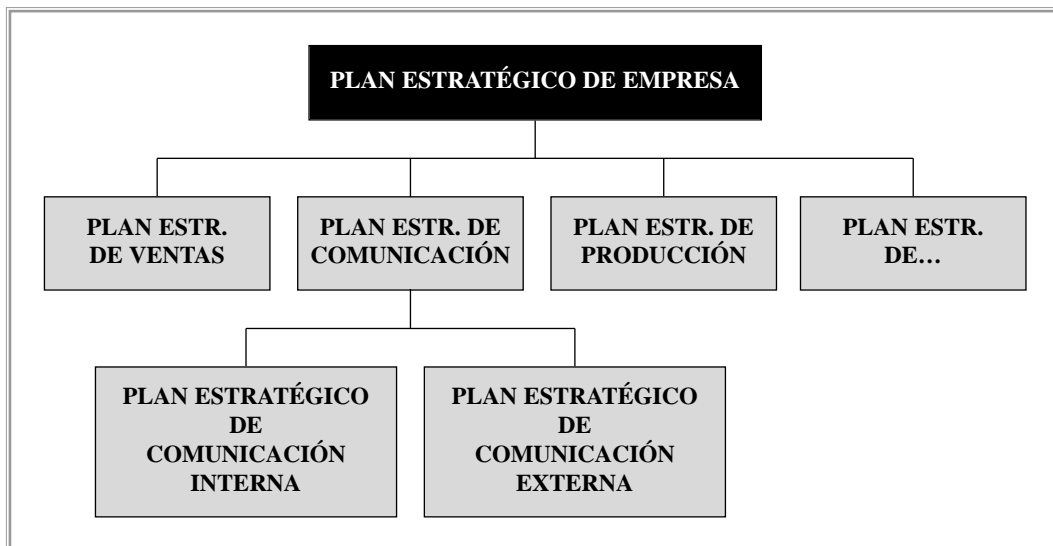 PLAN ESTRATÉGICO DE EMPRESA
PLAN ESTR.
DE VENTAS
PLAN ESTR. DE
COMUNICACIÓN
PLAN ESTR. DE
PRODUCCIÓN
PLAN ESTR.
DE…
PLAN ESTRATÉGICO
DE
COMUNICACIÓN
INTERNA
PLAN ESTRATÉGICO
DE
COMUNICACIÓN
EXTERNA